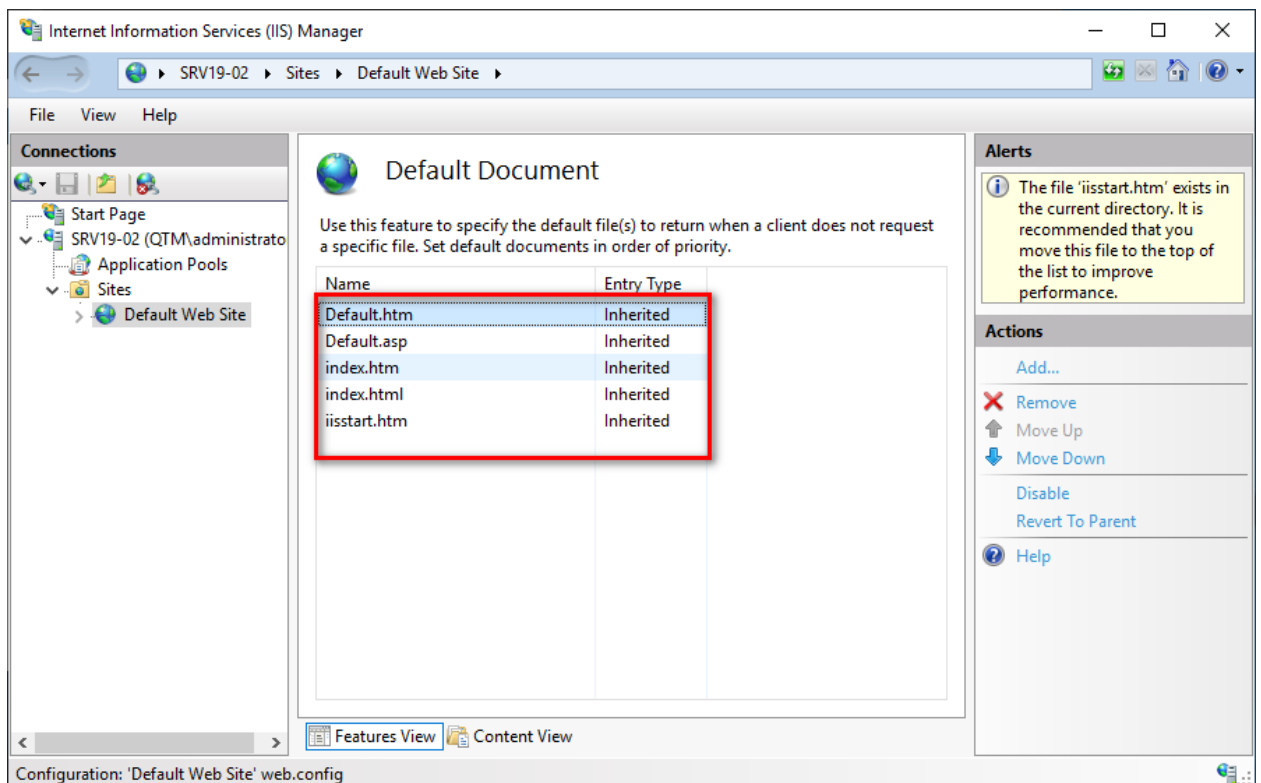 Internet Information Services (IIS) Manager
SRV19-02 Sites Default Web Site
File View Help
Connections
Start Page
SRV19-02 (QTM\administrato
Application Pools
Sites
Default Web Site
Default Document
Use this feature to specify the default file(s) to return when a client does not request
a specific file. Set default documents in order of priority.
Name Entry Type
Default.htm Inherited
Default.asp Inherited
index.htm Inherited
index.html Inherited
iisstart.htm Inherited
Features View Content View
Alerts
The file 'iisstart.htm' exists in
the current directory. It is
recommended that you
move this file to the top of
the list to improve
performance.
Actions
Add...
Remove
Move Up
Move Down
Disable
Revert To Parent
Help
Configuration: 'Default Web Site' web.config